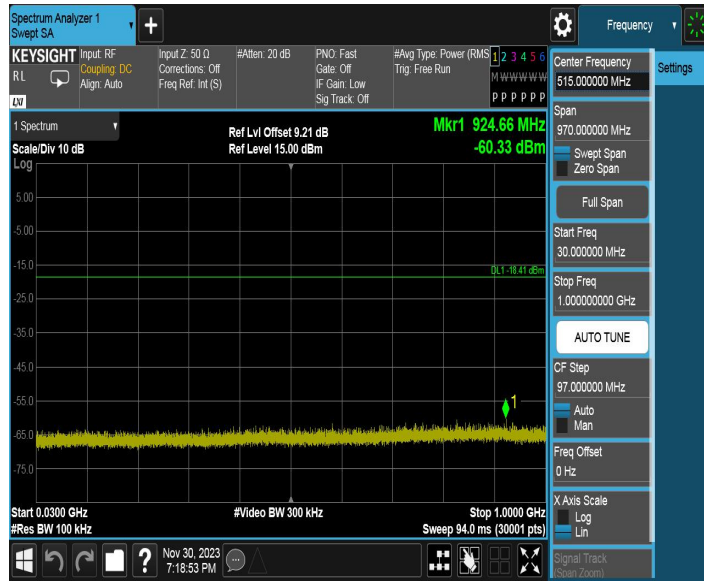 Spectrum Analyzer 1
Swept SA
+
Frequency
KEYSIGHT
RL
LXI
Input: RF
Coupling: DC
Align: Auto
Input Z: 50 Ω
Corrections: Off
Freq Ref: Int (S)
#Atten: 20 dB
PNO: Fast
Gate: Off
IF Gain: Low
Sig Track: Off
#Avg Type: Power (RMS
Trig: Free Run
1 2 3 4 5 6
M W W W W W
P P P P P P
Center Frequency
515.000000 MHz
Settings
1 Spectrum
Scale/Div 10 dB
Log
Ref Lvl Offset 9.21 dB
Ref Level 15.00 dBm
Mkr1 924.66 MHz
-60.33 dBm
Span
970.000000 MHz
Swept Span
Zero Span
Full Span
Start Freq
30.000000 MHz
Stop Freq
1.000000000 GHz
AUTO TUNE
CF Step
97.000000 MHz
Auto
Man
Freq Offset
0 Hz
X Axis Scale
Log
Lin
Signal Track
(Span Zoom)
5.00
-5.00
-15.0
DL1 -18.41 dBm
-25.0
-35.0
-45.0
-55.0
1
-65.0
-75.0
Start 0.0300 GHz
#Video BW 300 kHz
Stop 1.0000 GHz
#Res BW 100 kHz
Sweep 94.0 ms (30001 pts)
?
Nov 30, 2023
7:18:53 PM